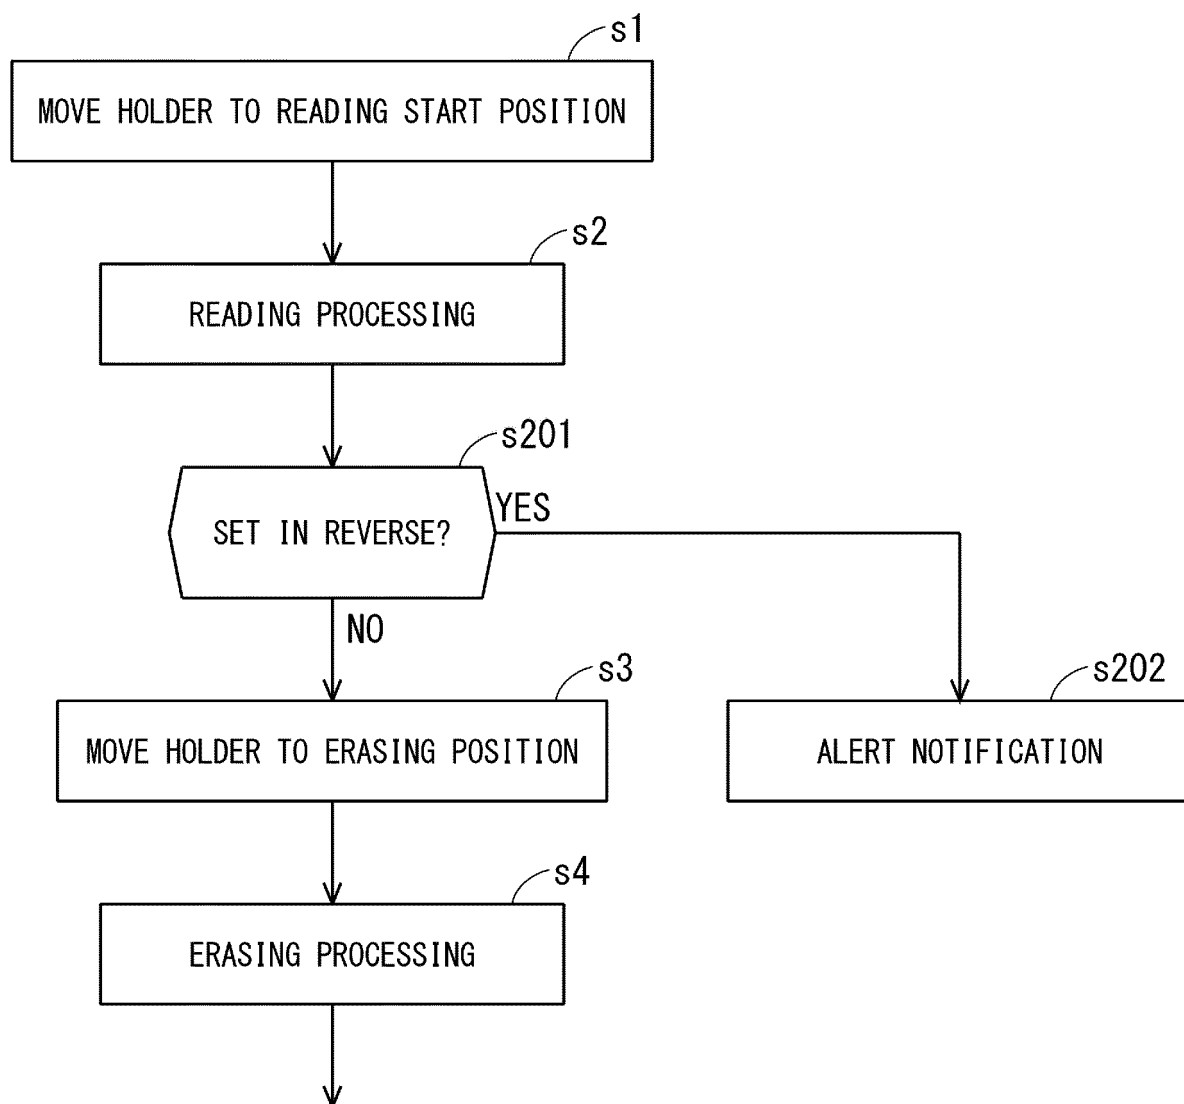 s1
MOVE HOLDER TO READING START POSITION
s2
READING PROCESSING
s201
SET IN REVERSE?
YES
NO
s3
MOVE HOLDER TO ERASING POSITION
s202
ALERT NOTIFICATION
s4
ERASING PROCESSING